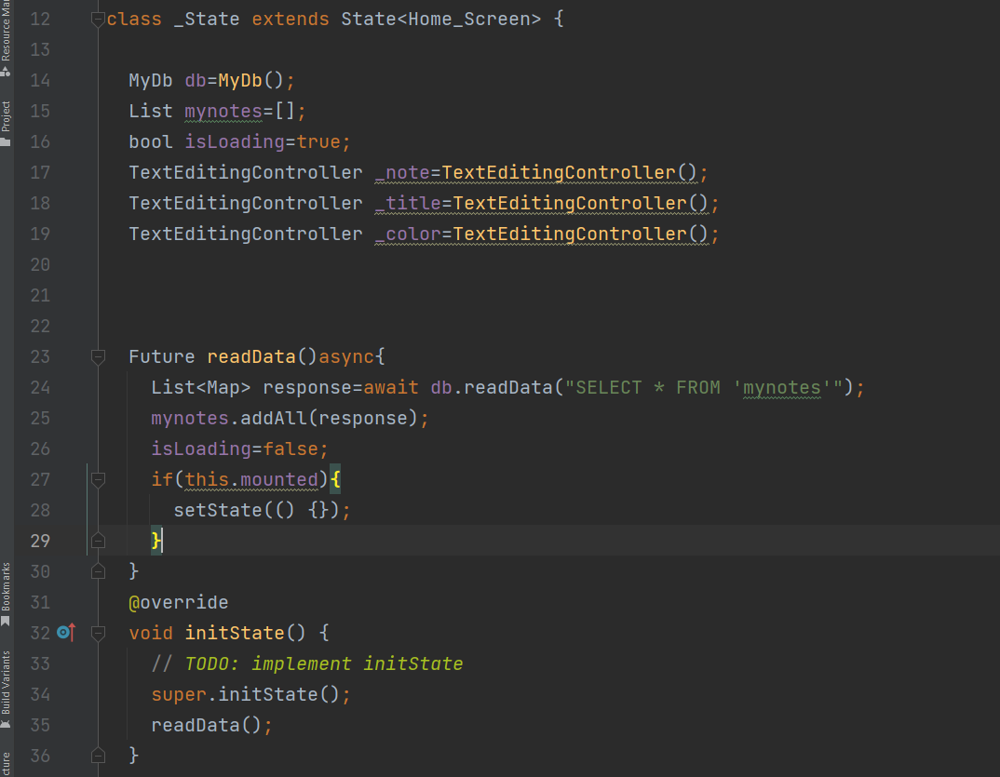 Resource Ma
Project
Bookmarks
Build Variants
cture
12 class _State extends State<Home_Screen> {
13
14 MyDb db=MyDb();
15 List mynotes=[];
16 bool isLoading=true;
17 TextEditingController _note=TextEditingController();
18 TextEditingController _title=TextEditingController();
19 TextEditingController _color=TextEditingController();
20
21
22
23 Future readData()async{
24 List<Map> response=await db.readData("SELECT * FROM 'mynotes'");
25 mynotes.addAll(response);
26 isLoading=false;
27 if(this.mounted){
28 setState(() {});
29 }
30 }
31 @override
32 void initState() {
33 // TODO: implement initState
34 super.initState();
35 readData();
36 }